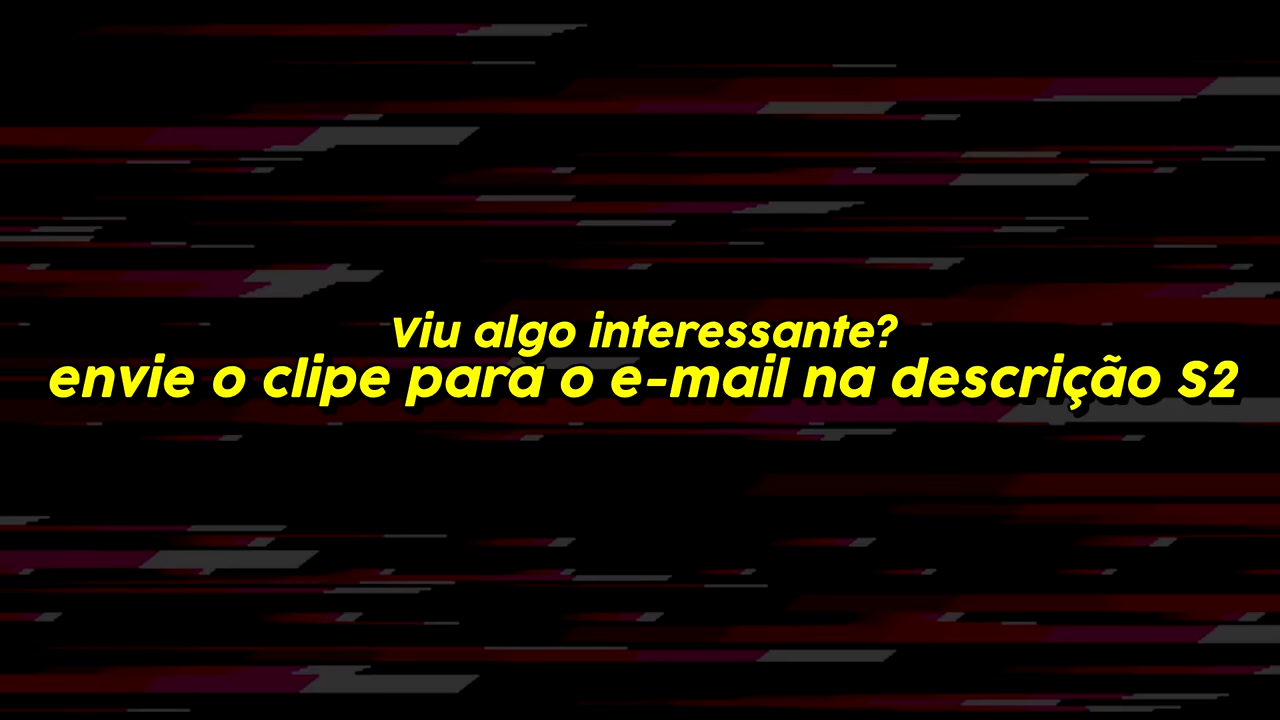 Viu algo interessante?
envie o clipe para o e-mail na descrição S2